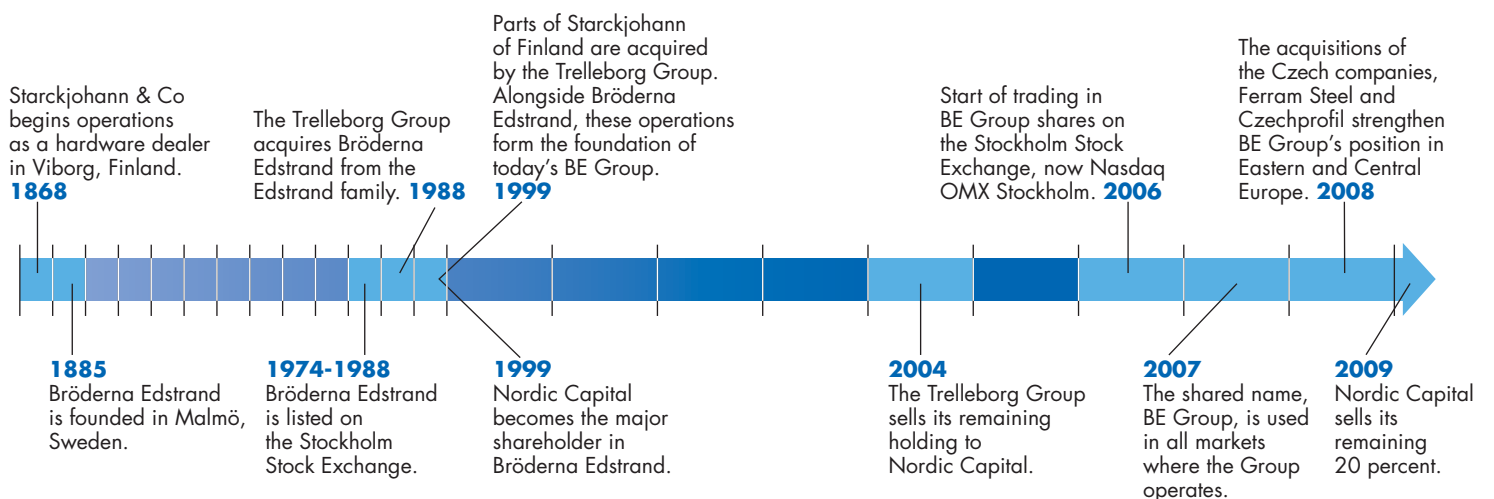 Starckjohann & Co
begins operations
as a hardware dealer
in Viborg, Finland.
1868
The Trelleborg Group
acquires Bröderna
Edstrand from the
Edstrand family. 1988
Parts of Starckjohann
of Finland are acquired
by the Trelleborg Group.
Alongside Bröderna
Edstrand, these operations
form the foundation of
today's BE Group.
1999
Start of trading in
BE Group shares on
the Stockholm Stock
Exchange, now Nasdaq
OMX Stockholm. 2006
The acquisitions of
the Czech companies,
Ferram Steel and
Czechprofil strengthen
BE Group's position in
Eastern and Central
Europe. 2008
1885
Bröderna Edstrand
is founded in Malmö,
Sweden.
1974-1988
Bröderna Edstrand
is listed on
the Stockholm
Stock Exchange.
1999
Nordic Capital
becomes the major
shareholder in
Bröderna Edstrand.
2004
The Trelleborg Group
sells its remaining
holding to
Nordic Capital.
2007
The shared name,
BE Group, is used
in all markets
where the Group
operates.
2009
Nordic Capital
sells its
remaining
20 percent.